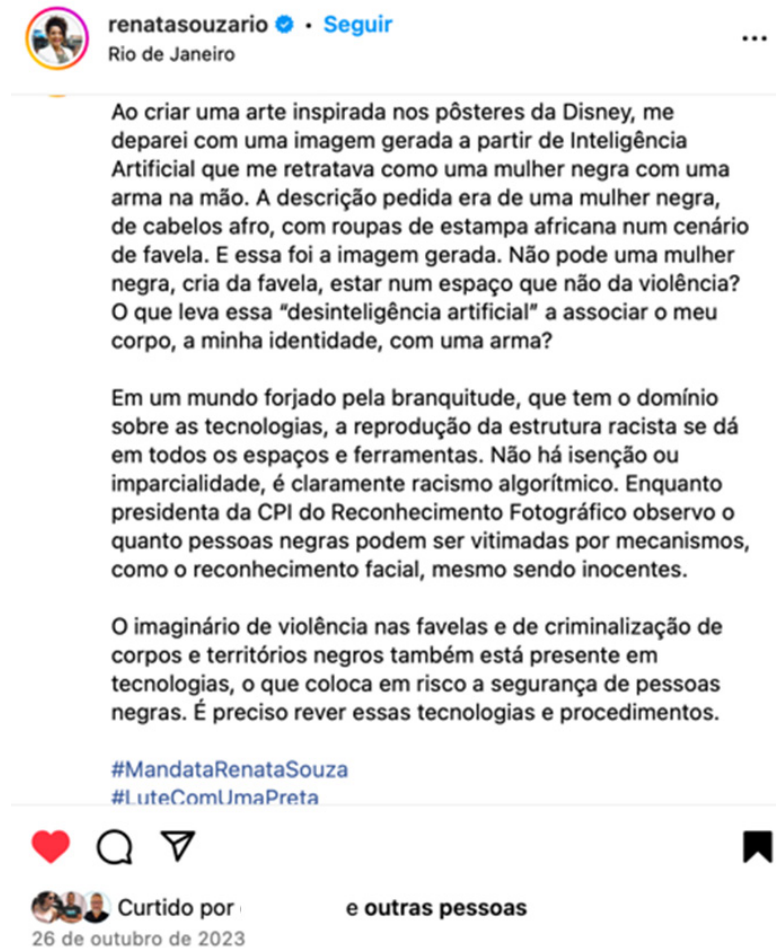 renatasouzario • Seguir
Rio de Janeiro
Ao criar uma arte inspirada nos pôsteres da Disney, me
deparei com uma imagem gerada a partir de Inteligência
Artificial que me retratava como uma mulher negra com uma
arma na mão. A descrição pedida era de uma mulher negra,
de cabelos afro, com roupas de estampa africana num cenário
de favela. E essa foi a imagem gerada. Não pode uma mulher
negra, cria da favela, estar num espaço que não da violência?
O que leva essa “desinteligência artificial” a associar o meu
corpo, a minha identidade, com uma arma?
Em um mundo forjado pela branquitude, que tem o domínio
sobre as tecnologias, a reprodução da estrutura racista se dá
em todos os espaços e ferramentas. Não há isenção ou
imparcialidade, é claramente racismo algorítmico. Enquanto
presidenta da CPI do Reconhecimento Fotográfico observo o
quanto pessoas negras podem ser vitimadas por mecanismos,
como o reconhecimento facial, mesmo sendo inocentes.
O imaginário de violência nas favelas e de criminalização de
corpos e territórios negros também está presente em
tecnologias, o que coloca em risco a segurança de pessoas
negras. É preciso rever essas tecnologias e procedimentos.
#MandataRenataSouza
#LuteComUmaPreta
Curtido por e outras pessoas
26 de outubro de 2023